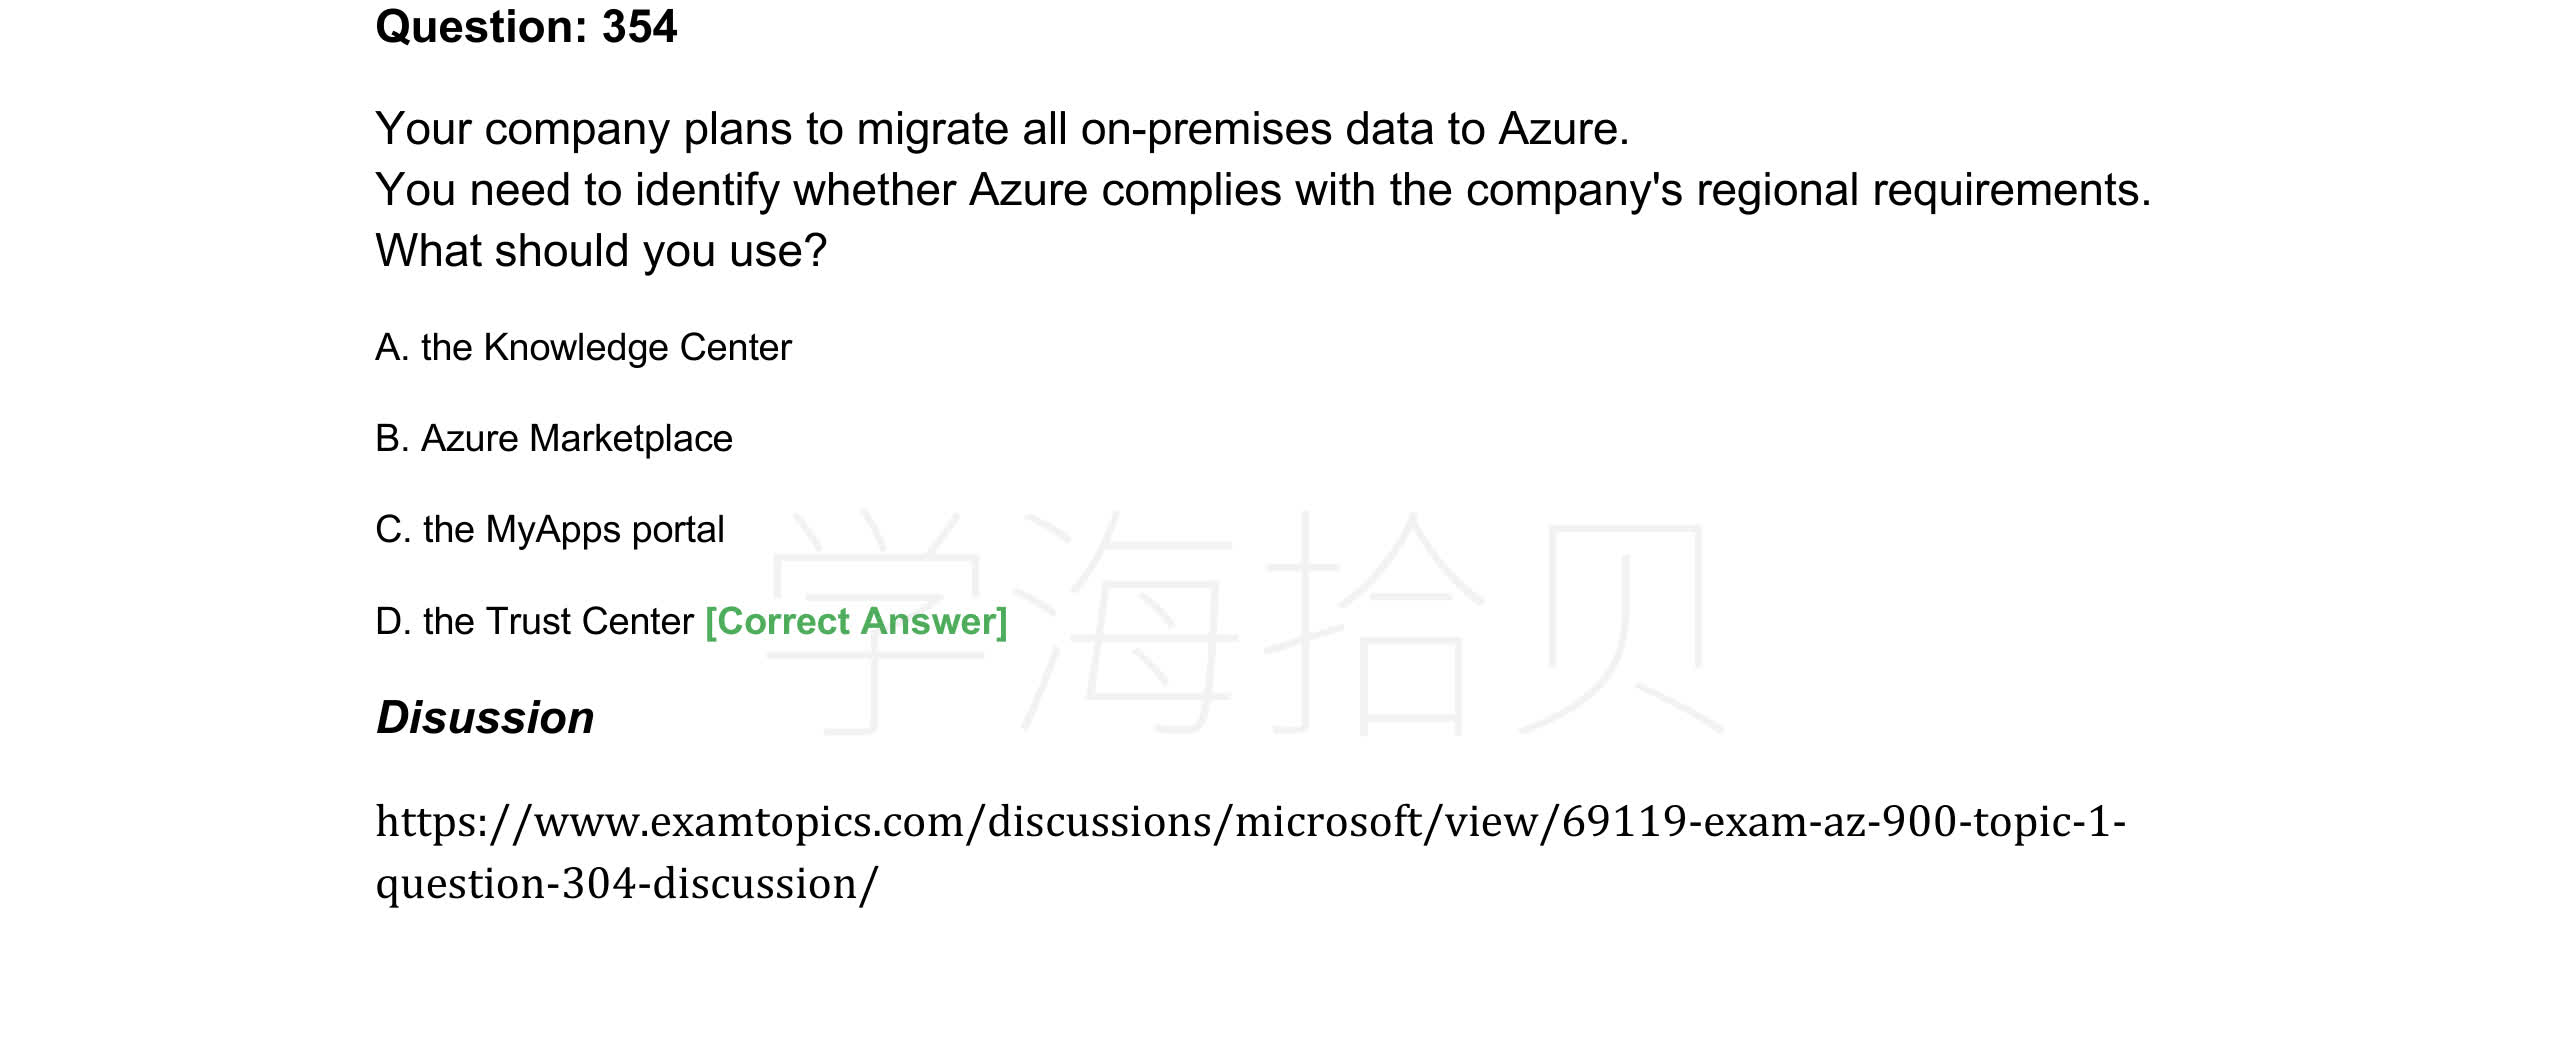 Question: 354
Your company plans to migrate all on-premises data to Azure.
You need to identify whether Azure complies with the company's regional requirements.
What should you use?
A. the Knowledge Center
B. Azure Marketplace
C. the MyApps portal
D. the Trust Center [Correct Answer]
学海拾贝
Disussion
https://www.examtopics.com/discussions/microsoft/view/69119-exam-az-900-topic-1-
question-304-discussion/